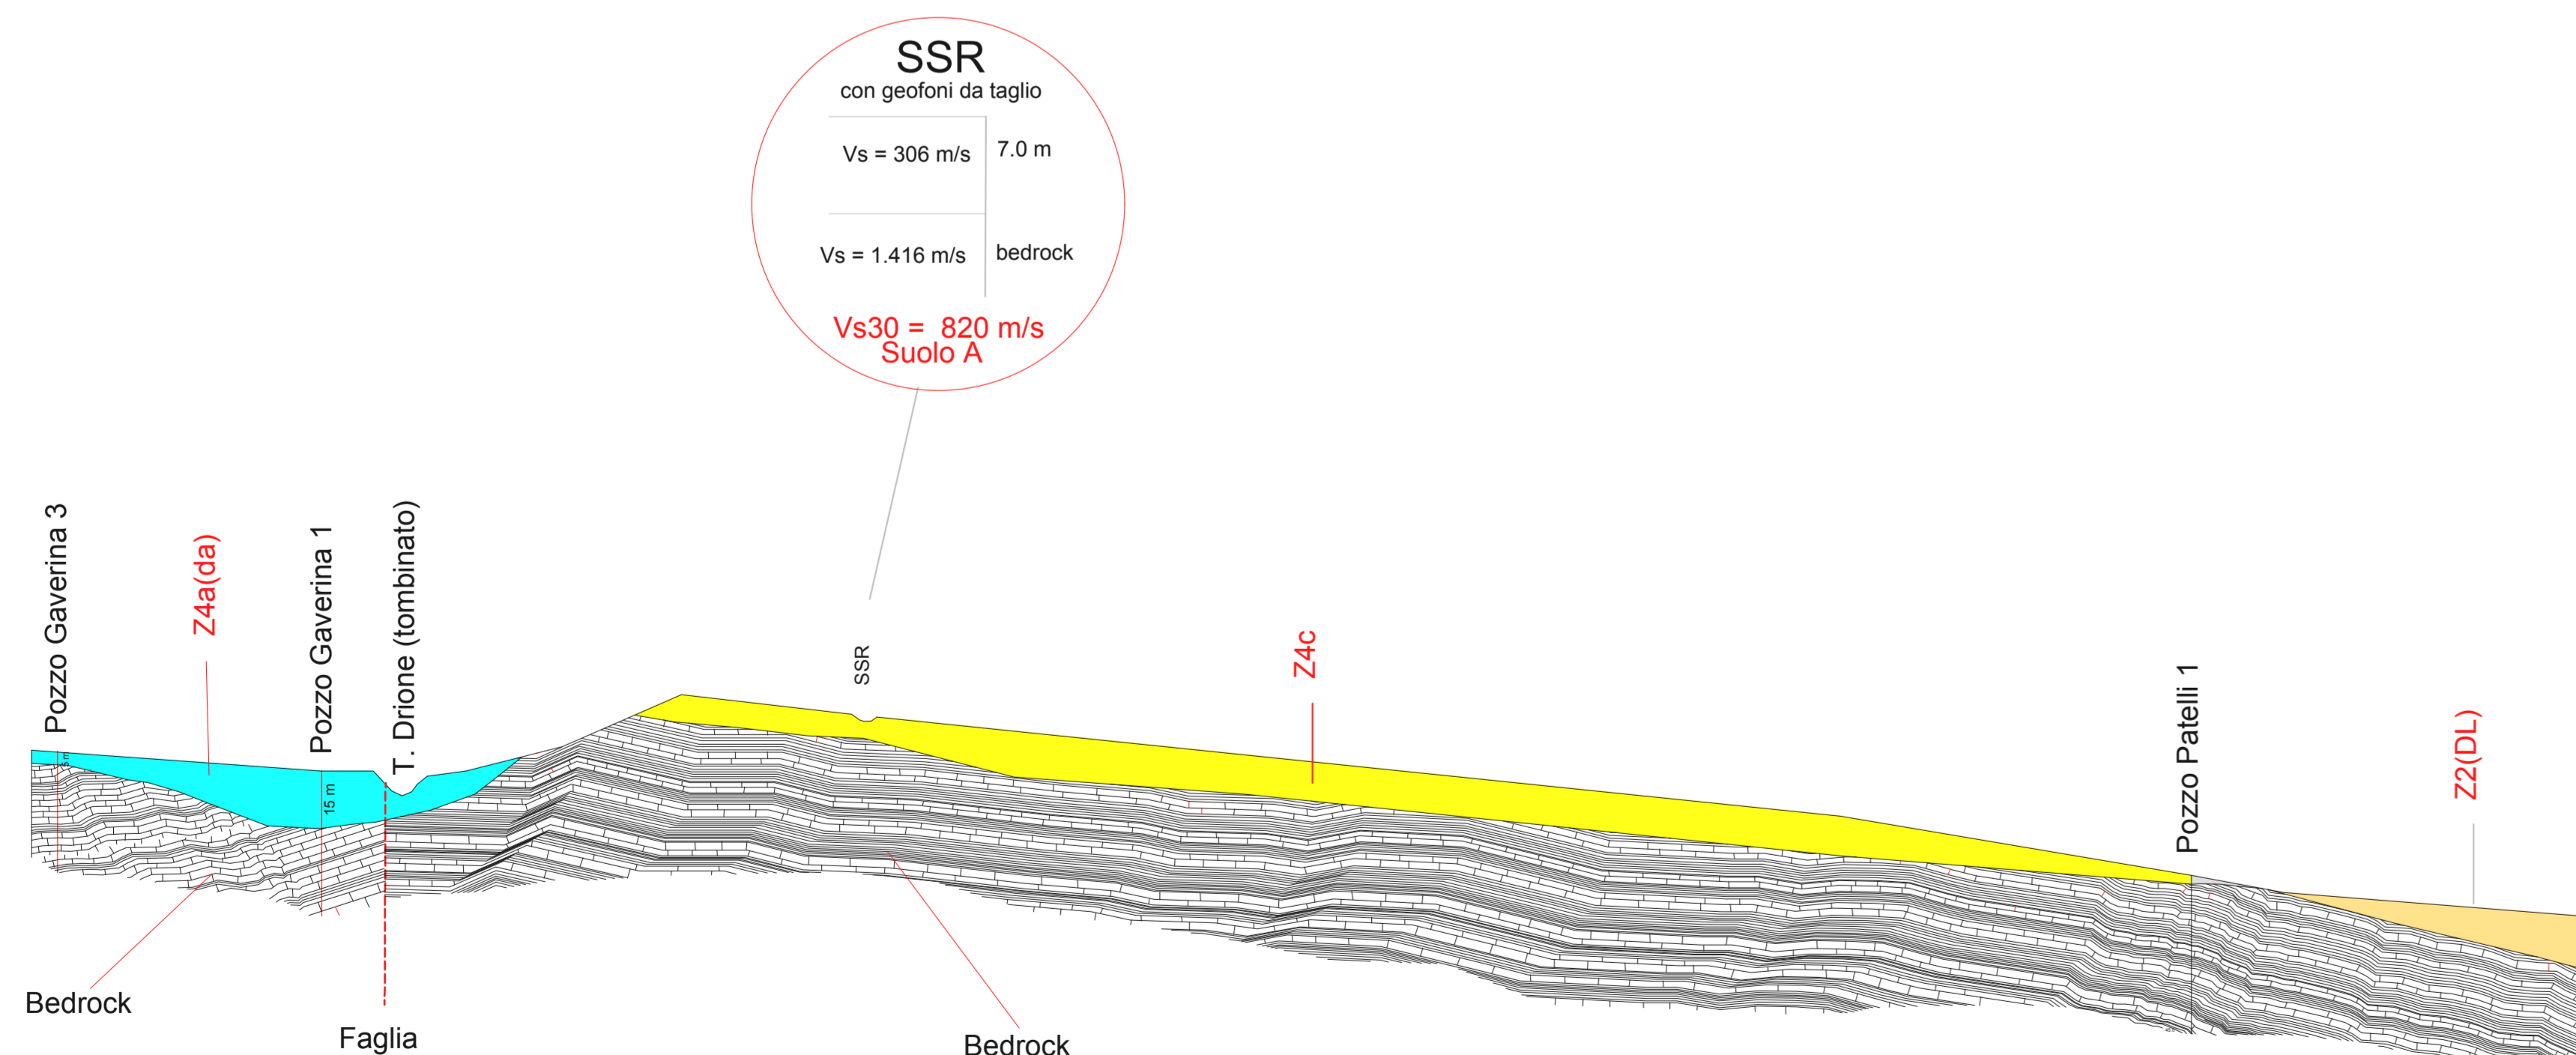 SSR
con geofoni da taglio
Vs = 306 m/s
7.0 m
Vs = 1.416 m/s
bedrock
Vs30 = 820 m/s
Suolo A
Pozzo Gaverina 3
Z4a(da)
Pozzo Gaverina 1
T. Drione (tombinato)
SSR
Z4c
Pozzo Patelli 1
Z2(DL)
5 m
15 m
Bedrock
Faglia
Bedrock